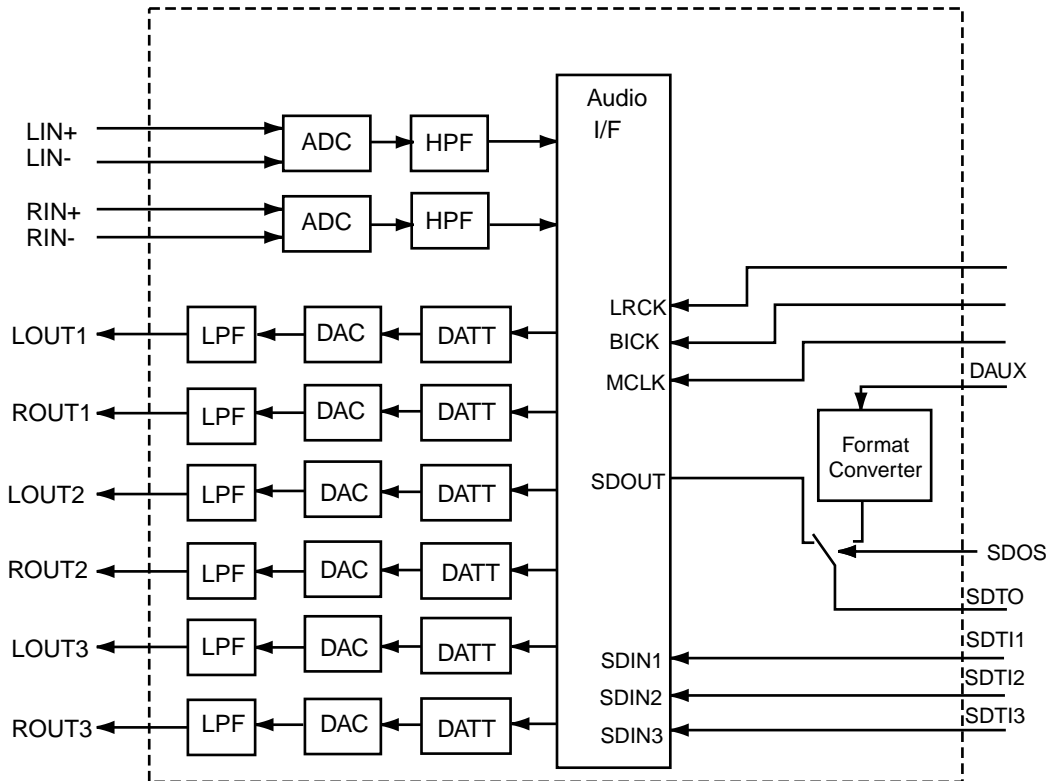 Audio
I/F
LIN+
LIN-
ADC
HPF
RIN+
RIN-
ADC
HPF
LRCK
BICK
MCLK
DAUX
Format
Converter
LOUT1
LPF
DAC
DATT
ROUT1
LPF
DAC
DATT
LOUT2
LPF
DAC
DATT
SDOUT
ROUT2
LPF
DAC
DATT
SDOS
SDTO
LOUT3
LPF
DAC
DATT
SDIN1
SDTI1
SDIN2
SDTI2
ROUT3
LPF
DAC
DATT
SDIN3
SDTI3